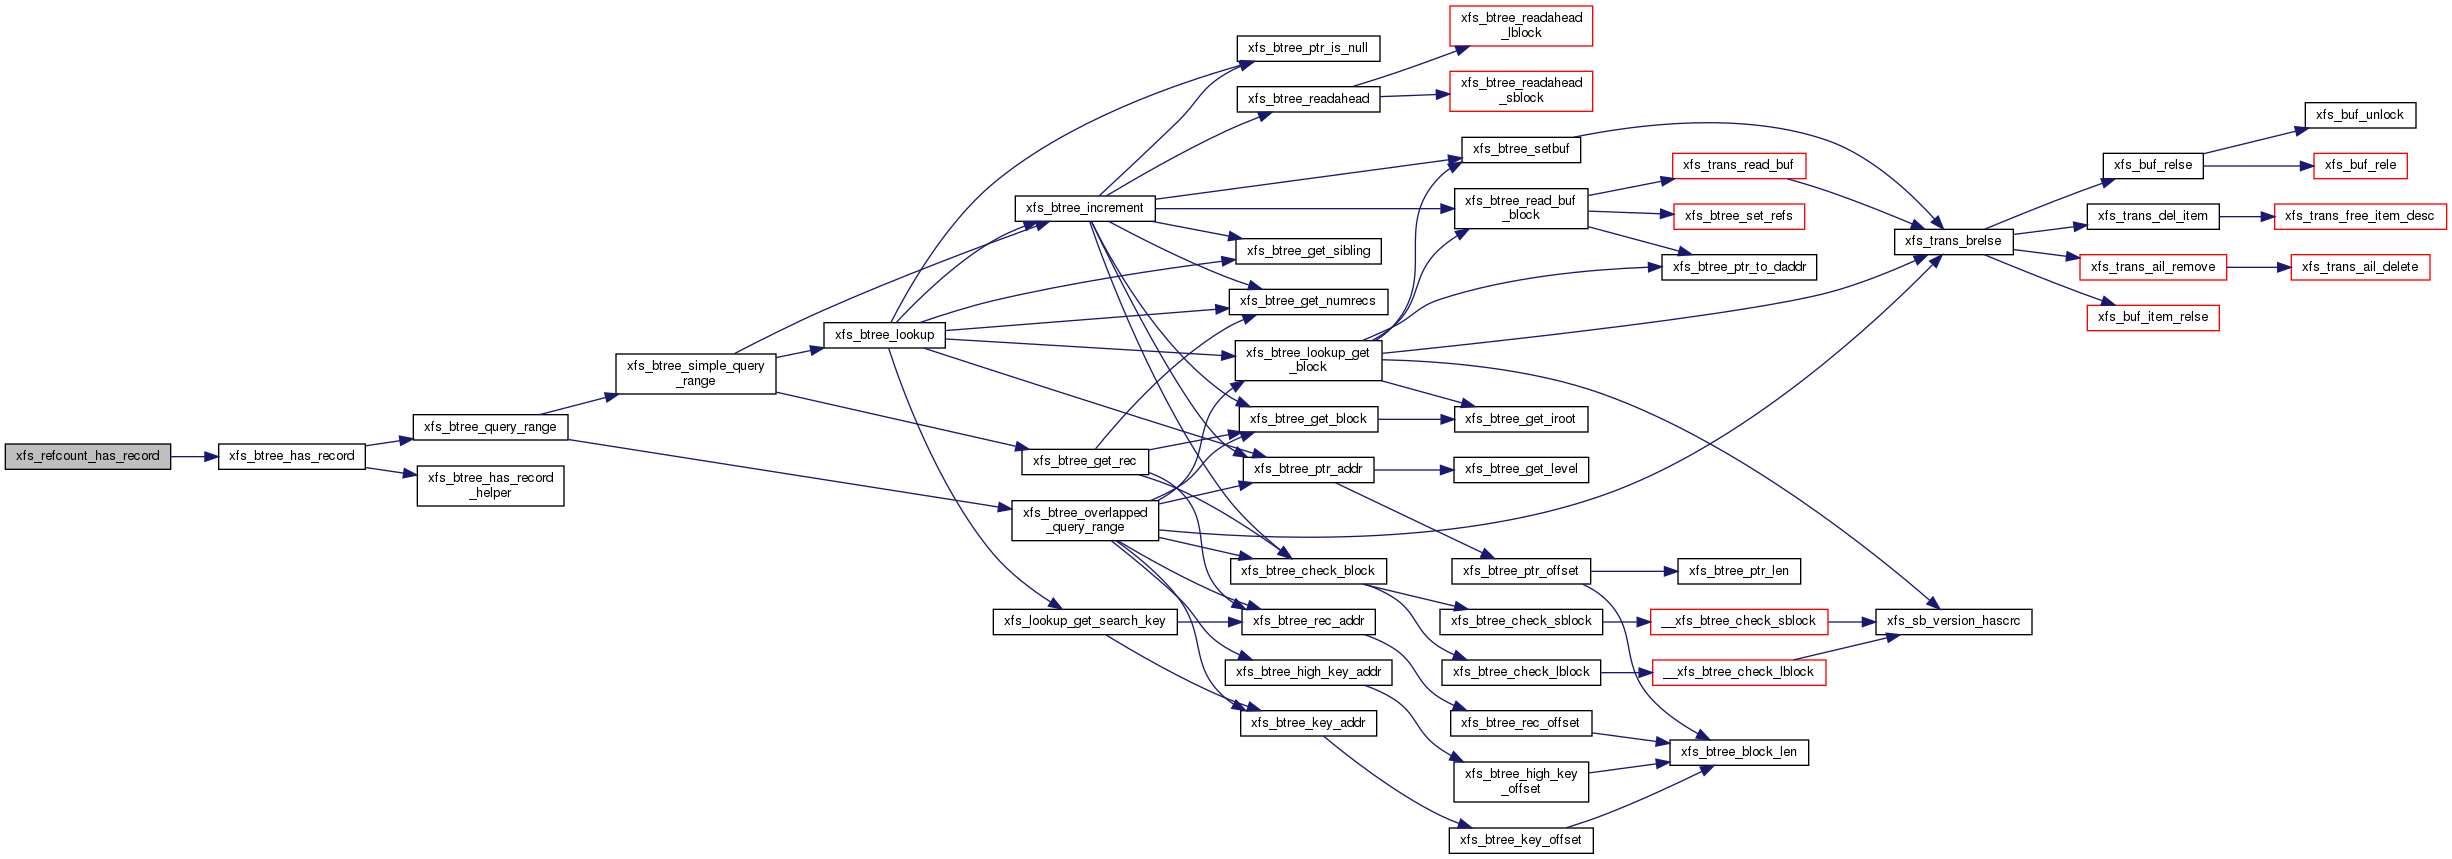 xfs_refcount_has_record
xfs_btree_has_record
xfs_btree_query_range
xfs_btree_has_record
_helper
xfs_btree_simple_query
_range
xfs_btree_lookup
xfs_btree_increment
xfs_btree_get_rec
xfs_btree_overlapped
_query_range
xfs_lookup_get_search_key
xfs_btree_ptr_is_null
xfs_btree_readahead
xfs_btree_get_sibling
xfs_btree_get_numrecs
xfs_btree_lookup_get
_block
xfs_btree_get_block
xfs_btree_ptr_addr
xfs_btree_check_block
xfs_btree_rec_addr
xfs_btree_high_key_addr
xfs_btree_key_addr
xfs_btree_readahead
_lblock
xfs_btree_readahead
_sblock
xfs_btree_setbuf
xfs_btree_read_buf
_block
xfs_btree_get_iroot
xfs_btree_get_level
xfs_btree_ptr_offset
xfs_btree_check_sblock
xfs_btree_check_lblock
xfs_btree_rec_offset
xfs_btree_high_key
_offset
xfs_btree_key_offset
xfs_trans_read_buf
xfs_btree_set_refs
xfs_btree_ptr_to_daddr
xfs_btree_ptr_len
__xfs_btree_check_sblock
__xfs_btree_check_lblock
xfs_btree_block_len
xfs_trans_brelse
xfs_sb_version_hascrc
xfs_buf_relse
xfs_trans_del_item
xfs_trans_ail_remove
xfs_buf_item_relse
xfs_buf_unlock
xfs_buf_rele
xfs_trans_free_item_desc
xfs_trans_ail_delete